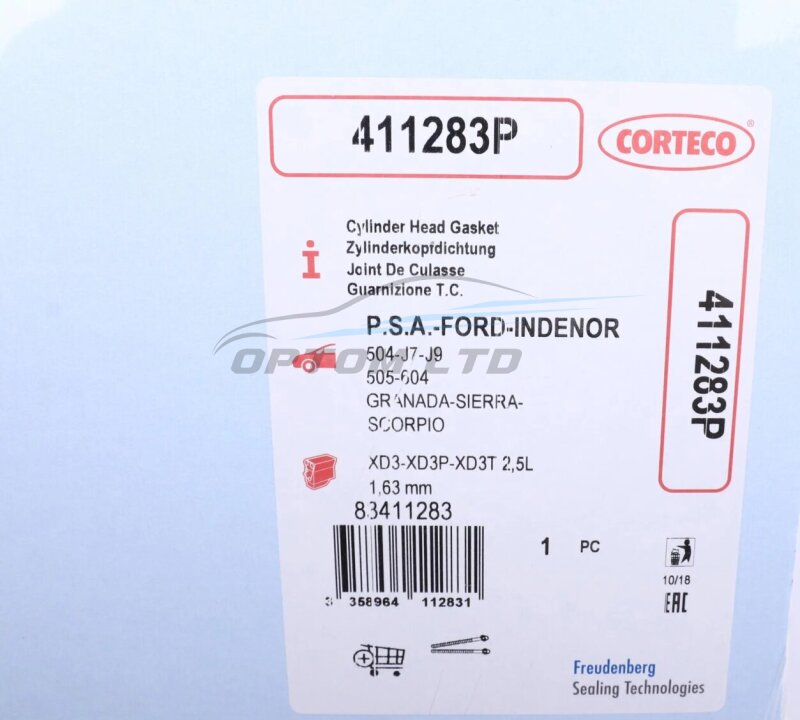 411283P
CORTECO®
Cylinder Head Gasket
Zylinderkopfdichtung
Joint De Culasse
Guarnizione T.C.
P.S.A.-FORD-INDENOR
504-J7-J9
505-604
GRANADA-SIERRA-
SCORPIO
XD3-XD3P-XD3T 2,5L
1,63 mm
83411283
3 358964 112831
1 PC
10/18
EAC
411283P
OPTOM LTD
Freudenberg
Sealing Technologies